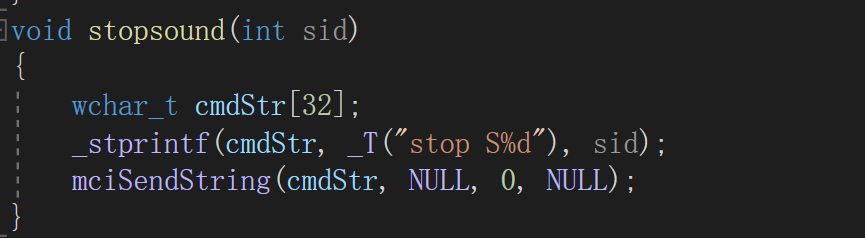 void stopsound(int sid)
{
wchar_t cmdStr[32];
_stprintf(cmdStr, _T("stop S%d"), sid);
mciSendString(cmdStr, NULL, 0, NULL);
}